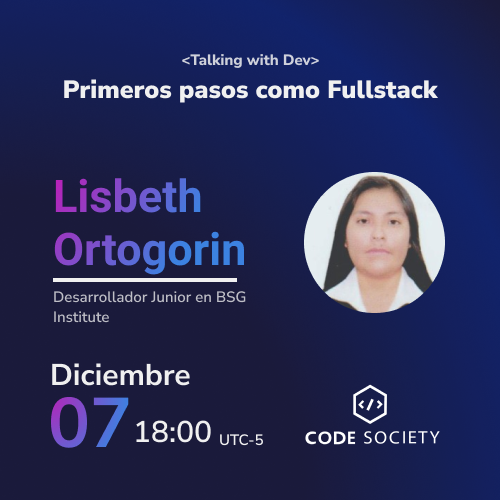 <Talking with Dev>
Primeros pasos como Fullstack
Lisbeth
Ortogorin
Desarrollador Junior en BSG
Institute
Diciembre
07 18:00 UTC-5
</>
CODE SOCIETY